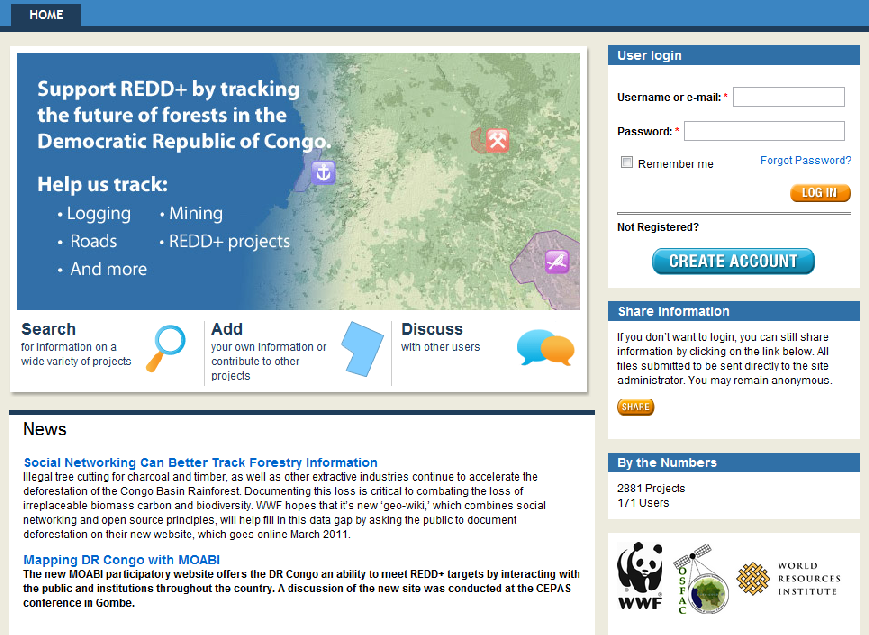 HOME
Support REDD+ by tracking
the future of forests in the
Democratic Republic of Congo.
Help us track:
• Logging • Mining
• Roads • REDD+ projects
• And more
Search
for information on a
wide variety of projects
Add
your own information or
contribute to other
projects
Discuss
with other users
News
Social Networking Can Better Track Forestry Information
Illegal tree cutting for charcoal and timber, as well as other extractive industries continue to accelerate the
deforestation of the Congo Basin Rainforest. Documenting this loss is critical to combating the loss of
irreplaceable biomass carbon and biodiversity. WWF hopes that it's new 'geo-wiki,' which combines social
networking and open source principles, will help fill in this data gap by asking the public to document
deforestation on their new website, which goes online March 2011.
Mapping DR Congo with MOABI
The new MOABI participatory website offers the DR Congo an ability to meet REDD+ targets by interacting with
the public and institutions throughout the country. A discussion of the new site was conducted at the CEPAS
conference in Gombe.
User login
Username or e-mail: *
Password: *
Remember me Forgot Password?
LOG IN
Not Registered?
CREATE ACCOUNT
Share Information
If you don't want to login, you can still share
information by clicking on the link below. All
files submitted to be sent directly to the site
administrator. You may remain anonymous.
SHARE
By the Numbers
2881 Projects
171 Users
WWF
OSFAC
WORLD
RESOURCES
INSTITUTE